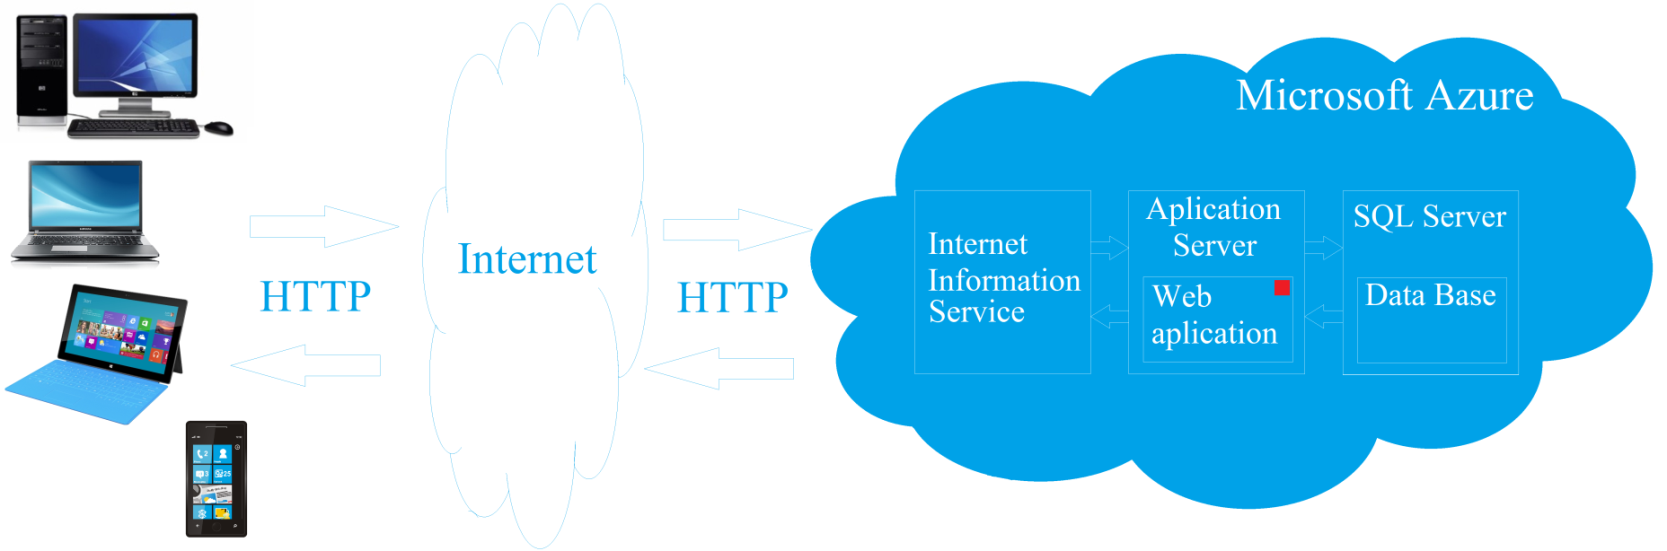 Microsoft Azure
HTTP
Internet
HTTP
Internet
Information
Service
Aplication
Server
Web
aplication
SQL Server
Data Base